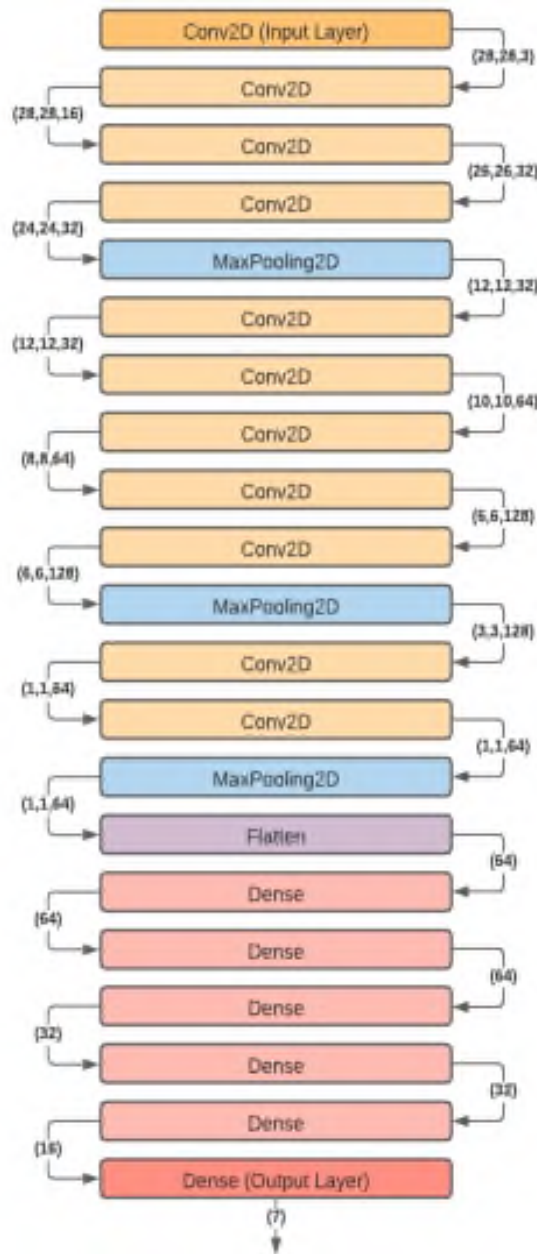 Conv2D (Input Layer)
(28,28,3)
Conv2D
(28,28,16)
Conv2D
(26,26,32)
Conv2D
(24,24,32)
MaxPooling2D
(12,12,32)
Conv2D
(12,12,32)
Conv2D
(10,10,64)
Conv2D
(8,8,64)
Conv2D
(6,6,128)
Conv2D
(6,6,128)
MaxPooling2D
(3,3,128)
Conv2D
(1,1,64)
Conv2D
(1,1,64)
MaxPooling2D
(1,1,64)
Flatten
(64)
Dense
(64)
Dense
(64)
Dense
(32)
Dense
(32)
Dense
(16)
Dense (Output Layer)
(7)